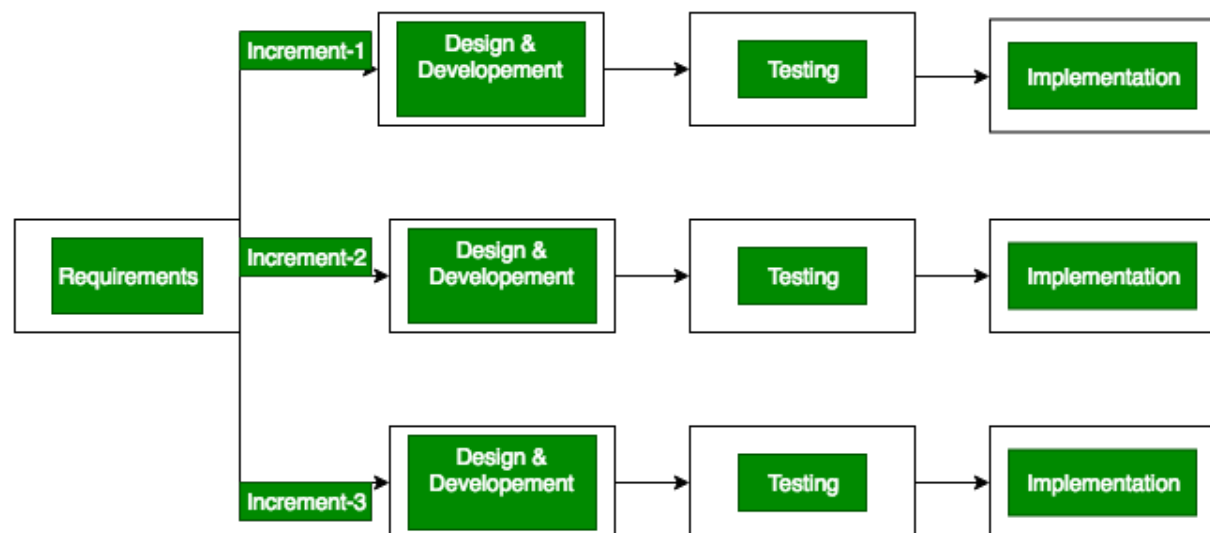 Increment-1
Design &
Developement
Testing
Implementation
Requirements
Increment-2
Design &
Developement
Testing
Implementation
Increment-3
Design &
Developement
Testing
Implementation